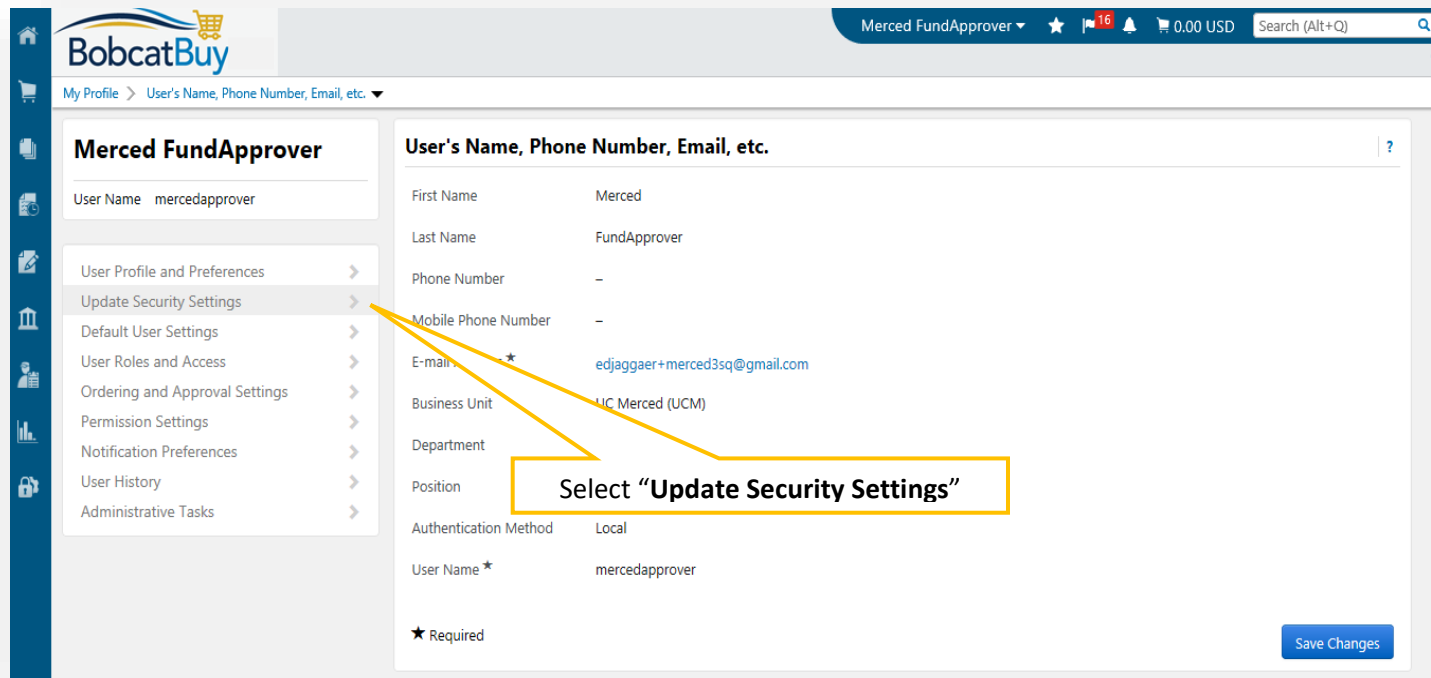 BobcatBuy
Merced FundApprover 16 0.00 USD Search (Alt+Q)
My Profile > User's Name, Phone Number, Email, etc.
Merced FundApprover
User Name mercedapprover
User Profile and Preferences
Update Security Settings
Default User Settings
User Roles and Access
Ordering and Approval Settings
Permission Settings
Notification Preferences
User History
Administrative Tasks
User's Name, Phone Number, Email, etc. ?
First Name Merced
Last Name FundApprover
Phone Number –
Mobile Phone Number –
E-mail ★ edjaggaer+merced3sq@gmail.com
Business Unit UC Merced (UCM)
Department
Position
Select “Update Security Settings”
Authentication Method Local
User Name ★ mercedapprover
★ Required
Save Changes